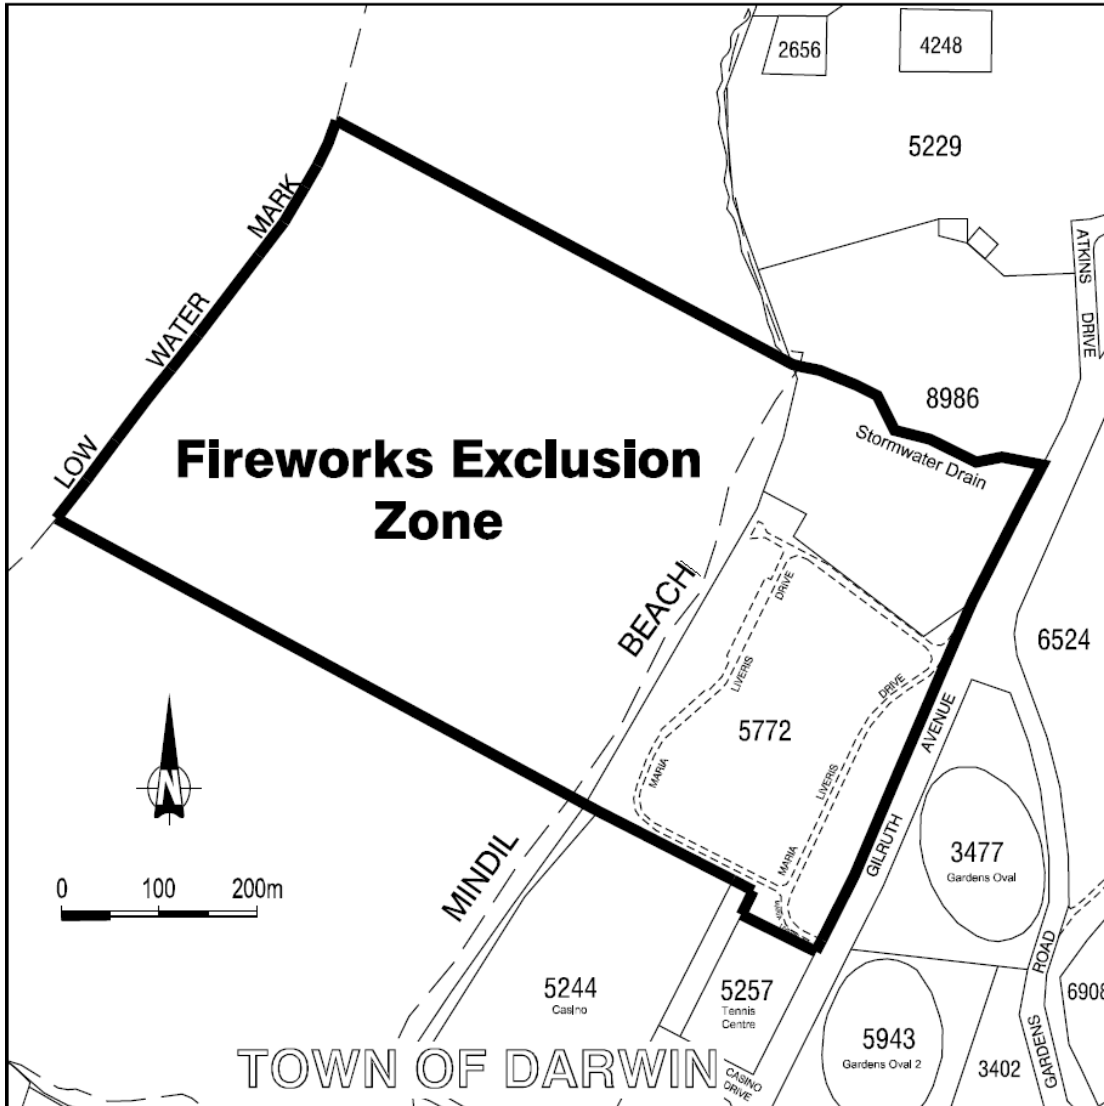 2656
4248
5229
ATKINS DRIVE
LOW WATER MARK
8986
Stormwater Drain
Fireworks Exclusion
Zone
MINDIL BEACH
DRIVE
LIVERIS
MARIA
DRIVE
LIVERIS
MARIA
5772
6524
GILRUTH AVENUE
N
0 100 200m
3477
Gardens Oval
5244
Casino
5257
Tennis
Centre
5943
Gardens Oval 2
3402
6908
GARDENS ROAD
CASINO
DRIVE
TOWN OF DARWIN